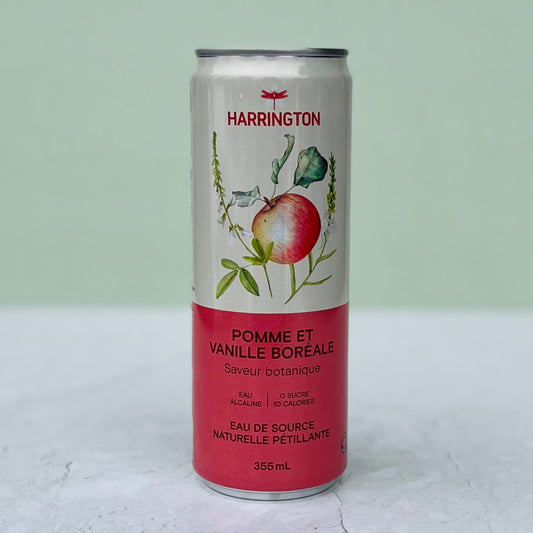 HARRINGTON
POMME ET
VANILLE BORÉALE
Saveur botanique
EAU
ALCALINE
0 SUCRE
10 CALORIES
EAU DE SOURCE
NATURELLE PÉTILLANTE
355 mL